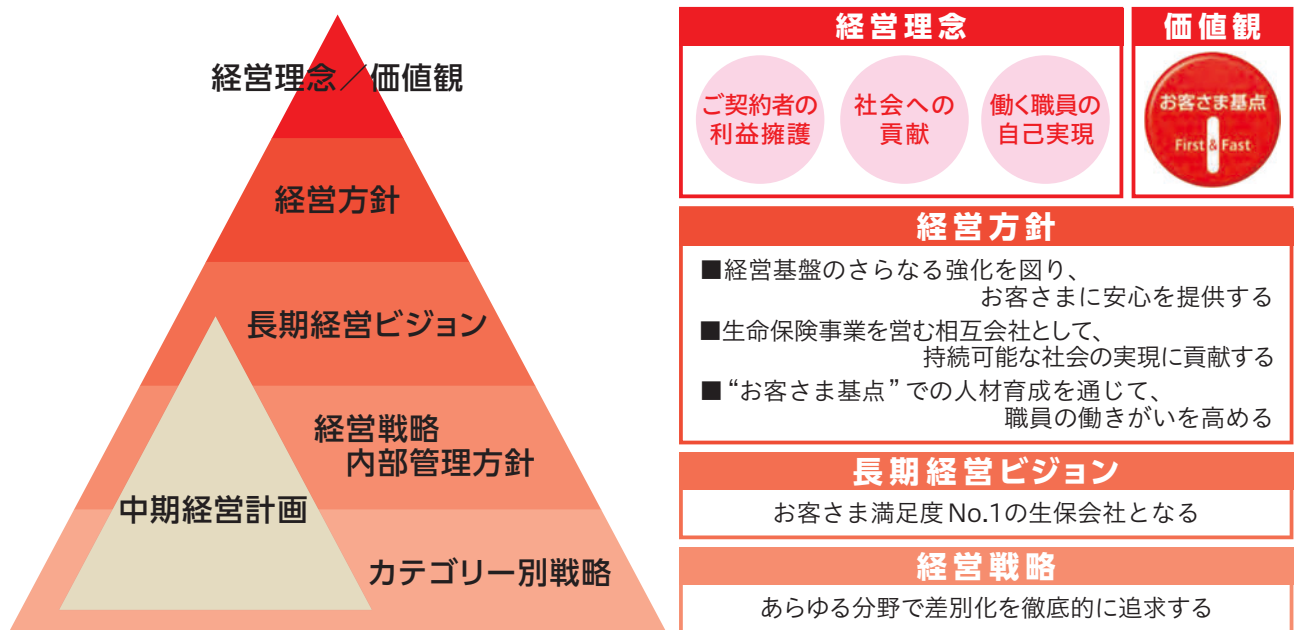 経営理念／価値観
経営方針
長期経営ビジョン
経営戦略
内部管理方針
中期経営計画
カテゴリー別戦略
経営理念
ご契約者の
利益擁護
社会への
貢献
働く職員の
自己実現
価値観
お客さま基点
First & Fast
経営方針
■経営基盤のさらなる強化を図り、
お客さまに安心を提供する
■生命保険事業を営む相互会社として、
持続可能な社会の実現に貢献する
■“お客さま基点”での人材育成を通じて、
職員の働きがいを高める
長期経営ビジョン
お客さま満足度No.1の生保会社となる
経営戦略
あらゆる分野で差別化を徹底的に追求する